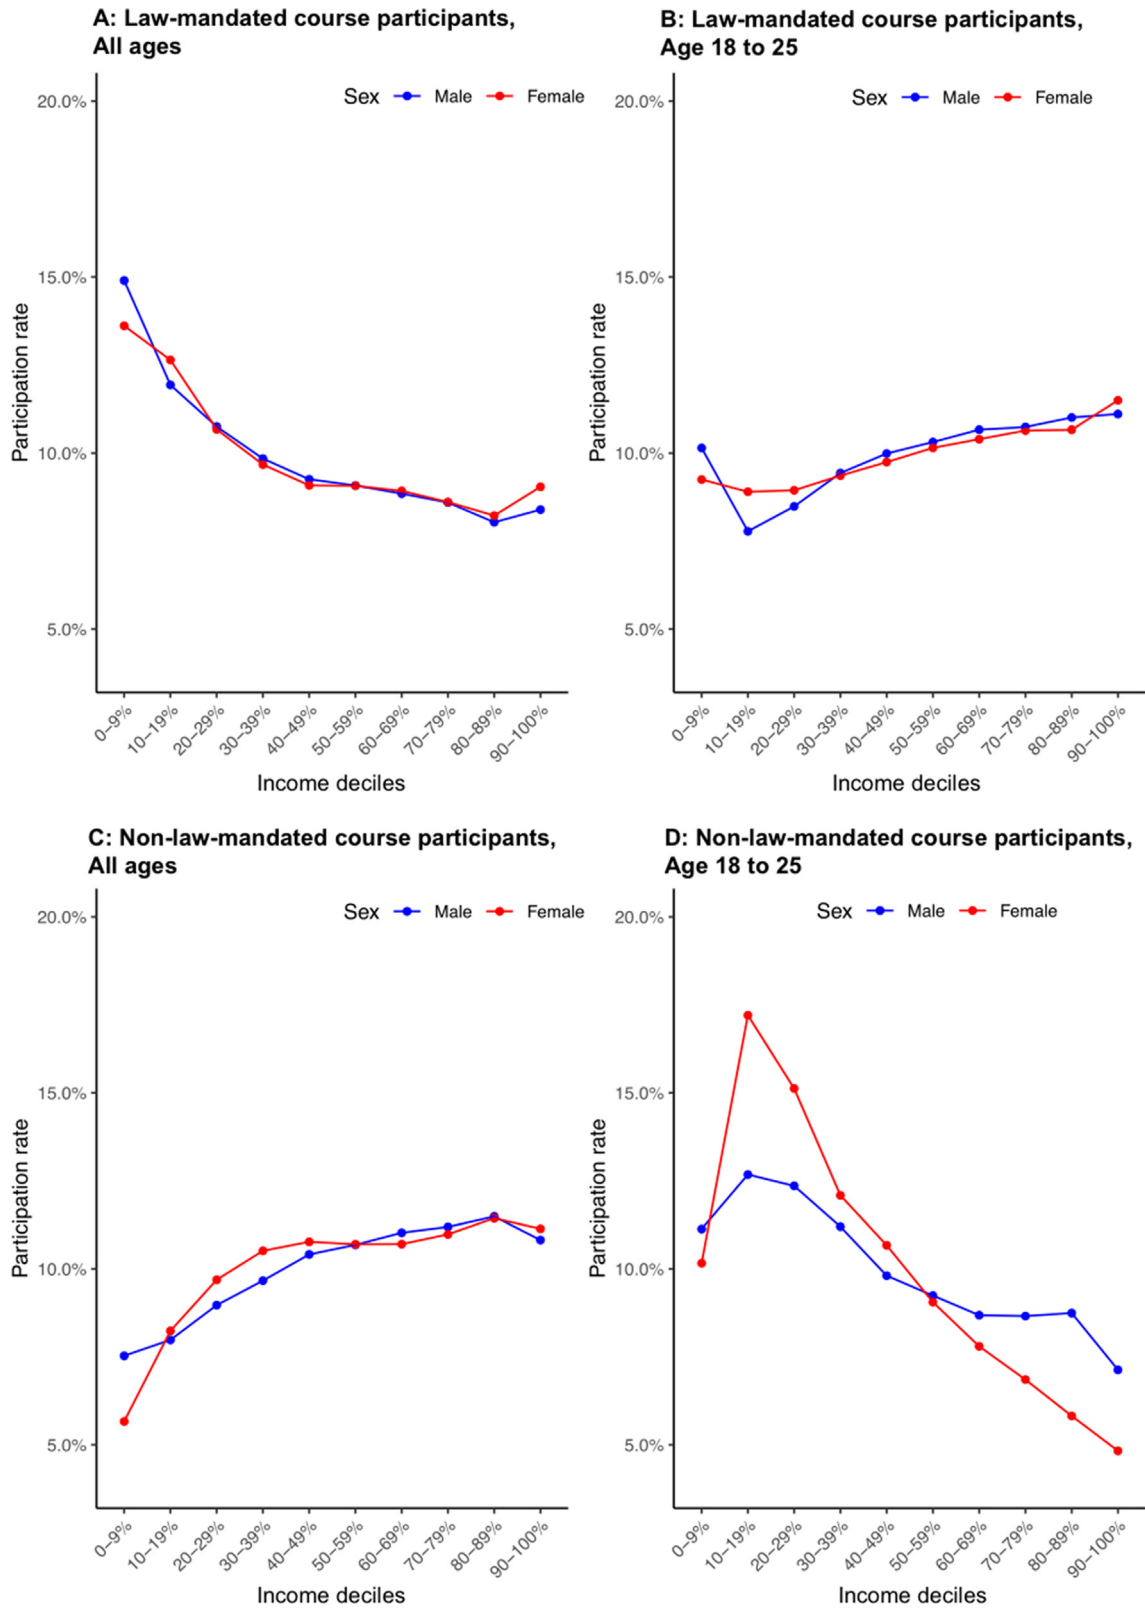 A: Law-mandated course participants,
All ages
Sex Male Female
20.0%
15.0%
10.0%
5.0%
Participation rate
0–9%
10–19%
20–29%
30–39%
40–49%
50–59%
60–69%
70–79%
80–89%
90–100%
Income deciles
B: Law-mandated course participants,
Age 18 to 25
Sex Male Female
20.0%
15.0%
10.0%
5.0%
Participation rate
0–9%
10–19%
20–29%
30–39%
40–49%
50–59%
60–69%
70–79%
80–89%
90–100%
Income deciles
C: Non-law-mandated course participants,
All ages
Sex Male Female
20.0%
15.0%
10.0%
5.0%
Participation rate
0–9%
10–19%
20–29%
30–39%
40–49%
50–59%
60–69%
70–79%
80–89%
90–100%
Income deciles
D: Non-law-mandated course participants,
Age 18 to 25
Sex Male Female
20.0%
15.0%
10.0%
5.0%
Participation rate
0–9%
10–19%
20–29%
30–39%
40–49%
50–59%
60–69%
70–79%
80–89%
90–100%
Income deciles